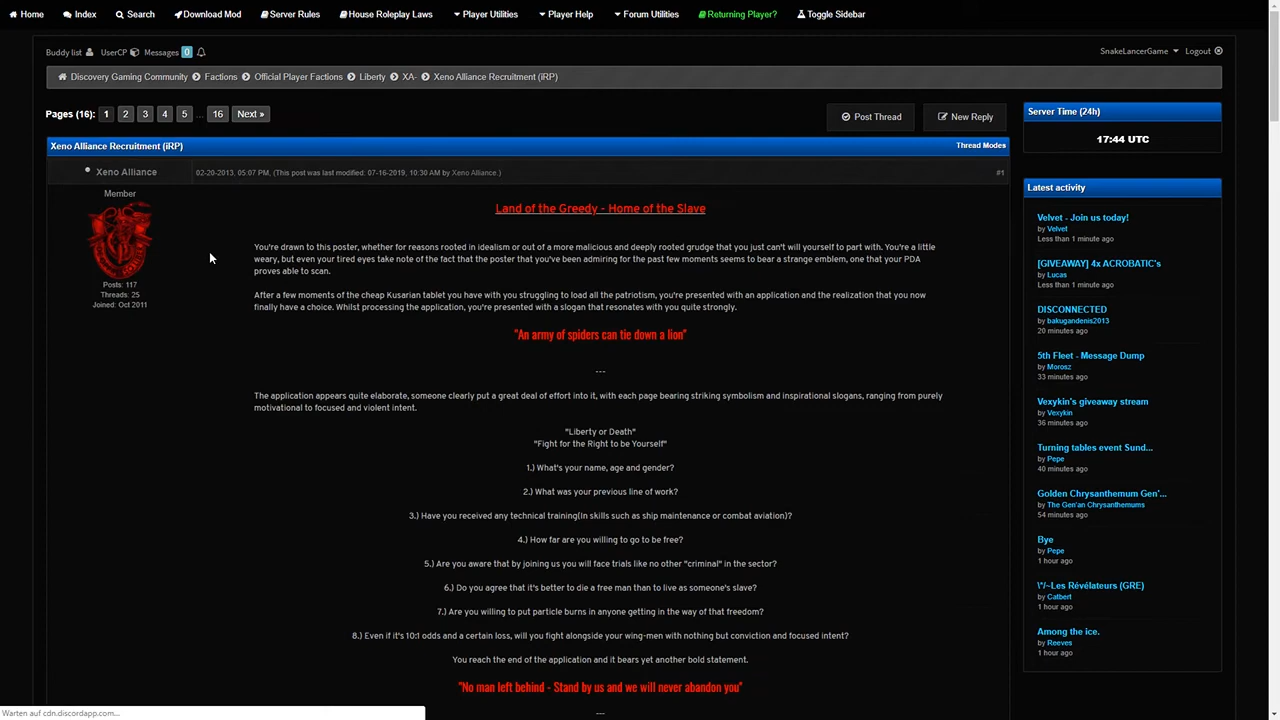 Home Index Search Download Mod Server Rules House Roleplay Laws Player Utilities Player Help Forum Utilities Returning Player? Toggle Sidebar
Buddy list UserCP Messages 0
SnakeLancerGame Logout
Discovery Gaming Community Factions Official Player Factions Liberty XA- Xeno Alliance Recruitment (iRP)
Pages (16): 1 2 3 4 5 ... 16 Next »
Post Thread New Reply
Xeno Alliance Recruitment (iRP)
Thread Modes
Xeno Alliance
02-20-2013, 05:07 PM, (This post was last modified: 07-16-2019, 10:30 AM by Xeno Alliance.)
#1
Member
Posts: 117
Threads: 25
Joined: Oct 2011
Land of the Greedy - Home of the Slave
You're drawn to this poster, whether for reasons rooted in idealism or out of a more malicious and deeply rooted grudge that you just can't will yourself to part with. You're a little
weary, but even your tired eyes take note of the fact that the poster that you've been admiring for the past few moments seems to bear a strange emblem, one that your PDA
proves able to scan.
After a few moments of the cheap Kusarian tablet you have with you struggling to load all the patriotism, you're presented with an application and the realization that you now
finally have a choice. Whilst processing the application, you're presented with a slogan that resonates with you quite strongly.
"An army of spiders can tie down a lion"
---
The application appears quite elaborate, someone clearly put a great deal of effort into it, with each page bearing striking symbolism and inspirational slogans, ranging from purely
motivational to focused and violent intent.
"Liberty or Death"
"Fight for the Right to be Yourself"
1.) What's your name, age and gender?
2.) What was your previous line of work?
3.) Have you received any technical training(In skills such as ship maintenance or combat aviation)?
4.) How far are you willing to go to be free?
5.) Are you aware that by joining us you will face trials like no other "criminal" in the sector?
6.) Do you agree that it's better to die a free man than to live as someone's slave?
7.) Are you willing to put particle burns in anyone getting in the way of that freedom?
8.) Even if it's 10:1 odds and a certain loss, will you fight alongside your wing-men with nothing but conviction and focused intent?
You reach the end of the application and it bears yet another bold statement.
"No man left behind - Stand by us and we will never abandon you"
---
Server Time (24h)
17:44 UTC
Latest activity
Velvet - Join us today!
by Velvet
Less than 1 minute ago
[GIVEAWAY] 4x ACROBATIC's
by Lucas
Less than 1 minute ago
DISCONNECTED
by bakugandenis2013
20 minutes ago
5th Fleet - Message Dump
by Morosz
33 minutes ago
Vexykin's giveaway stream
by Vexykin
36 minutes ago
Turning tables event Sund...
by Pepe
40 minutes ago
Golden Chrysanthemum Gen'...
by The Gen'an Chrysanthemums
54 minutes ago
Bye
by Pepe
1 hour ago
\*/~Les Révélateurs (GRE)
by Catbert
1 hour ago
Among the ice.
by Reeves
1 hour ago
Warten auf cdn.discordapp.com...